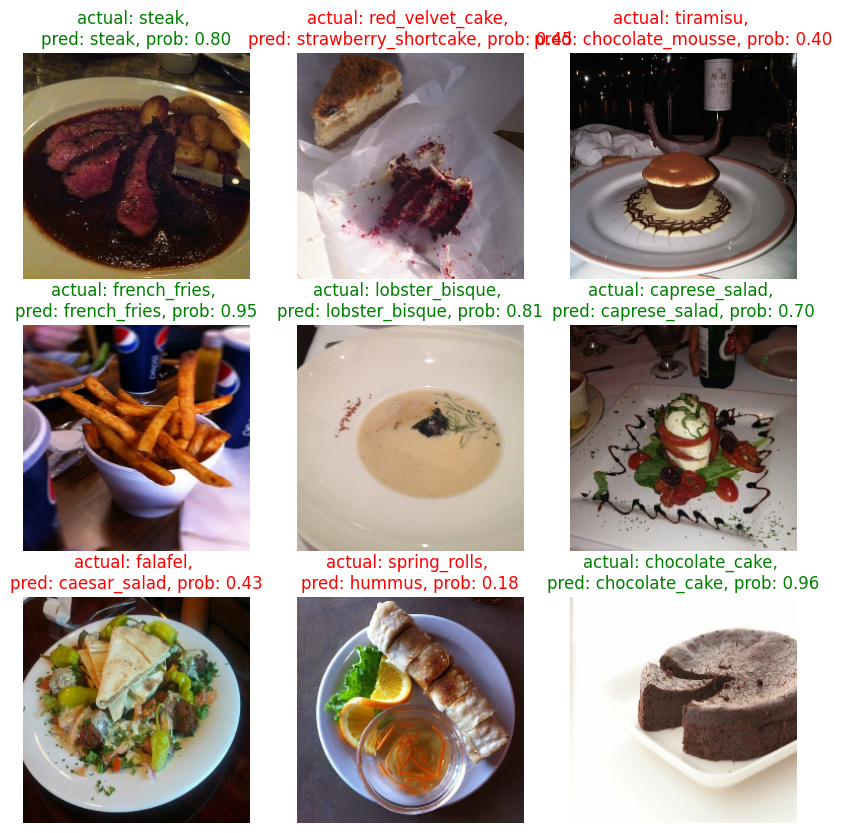 actual: steak,
pred: steak, prob: 0.80
actual: red_velvet_cake,
pred: strawberry_shortcake, prob: 0.45
actual: tiramisu,
pred: chocolate_mousse, prob: 0.40
actual: french_fries,
pred: french_fries, prob: 0.95
actual: lobster_bisque,
pred: lobster_bisque, prob: 0.81
actual: caprese_salad,
pred: caprese_salad, prob: 0.70
actual: falafel,
pred: caesar_salad, prob: 0.43
actual: spring_rolls,
pred: hummus, prob: 0.18
actual: chocolate_cake,
pred: chocolate_cake, prob: 0.96